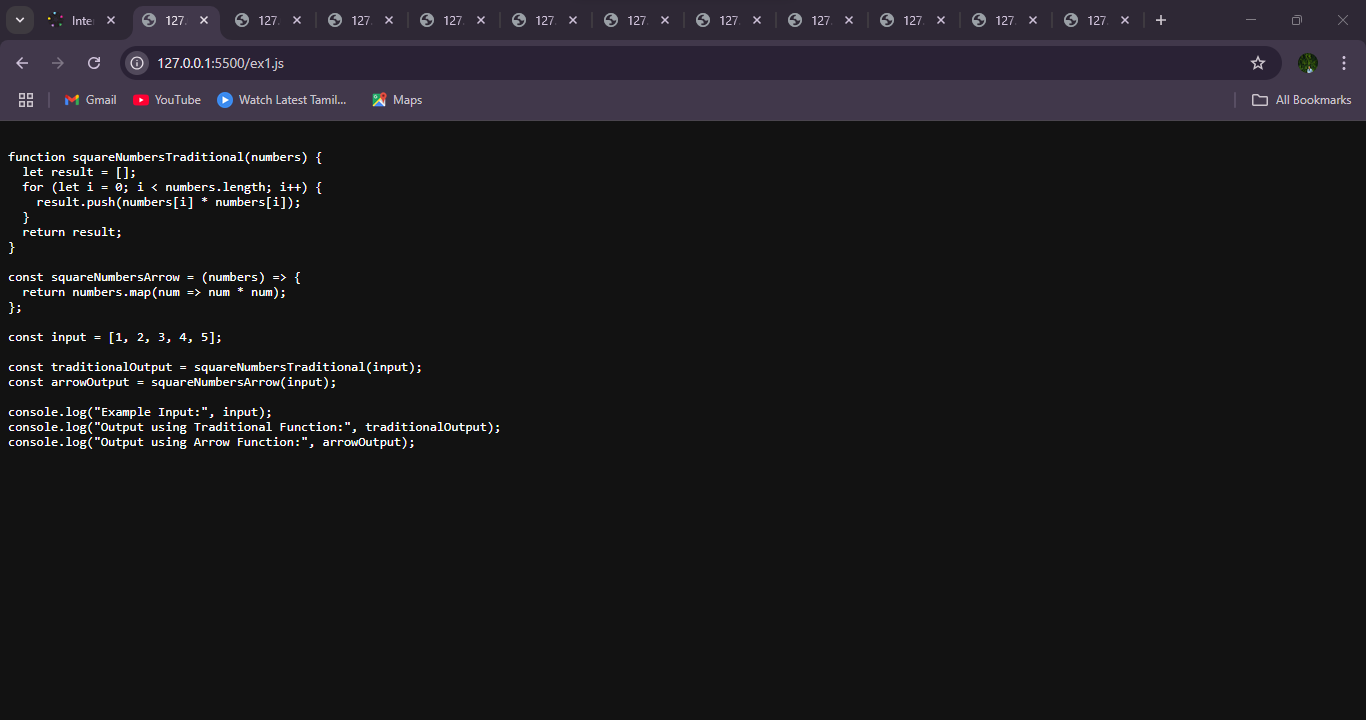 Inte
127.
127.
127.
127.
127.
127.
127.
127.
127.
127.
127.
127.0.0.1:5500/ex1.js
Gmail
YouTube
Watch Latest Tamil...
Maps
All Bookmarks
function squareNumbersTraditional(numbers) {
  let result = [];
  for (let i = 0; i < numbers.length; i++) {
    result.push(numbers[i] * numbers[i]);
  }
  return result;
}
const squareNumbersArrow = (numbers) => {
  return numbers.map(num => num * num);
};
const input = [1, 2, 3, 4, 5];
const traditionalOutput = squareNumbersTraditional(input);
const arrowOutput = squareNumbersArrow(input);
console.log("Example Input:", input);
console.log("Output using Traditional Function:", traditionalOutput);
console.log("Output using Arrow Function:", arrowOutput);